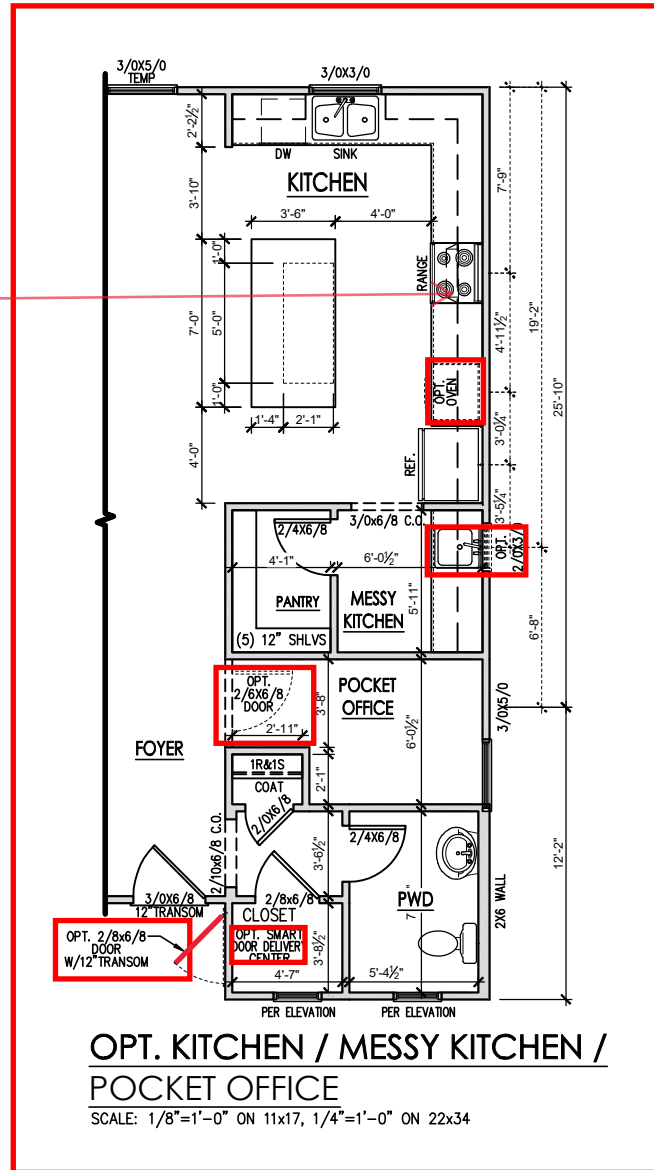 3/0X5/0
TEMP
3/0X3/0
2'-2½"
DW
SINK
KITCHEN
3'-10"
7'-9"
3'-6"
4'-0"
RANGE
1'-0"
7'-0"
5'-0"
1'-0"
4'-11½"
19'-2"
25'-10"
OPT.
OVEN
1'-4"
2'-1"
3'-0¼"
4'-0"
REF.
3'-5¼"
3/0x6/8 C.O.
2/4X6/8
OPT.
2/0X3/0
4'-1"
6'-0½"
5'-11"
PANTRY
MESSY
KITCHEN
(5) 12" SHLVS
6'-8"
OPT.
2/6X6/8
DOOR
3'-8"
POCKET
OFFICE
2'-11"
6'-0½"
3/0X5/0
FOYER
1R&1S
COAT
2'-1"
2/0X6/8
2/10x6/8 C.O.
3'-6½"
2/4X6/8
12'-2"
3/0X6/8
12"TRANSOM
2/8x6/8
CLOSET
PWD
2X6 WALL
OPT. 2/8x6/8
DOOR
W/12"TRANSOM
OPT. SMART
DOOR DELIVERY
CENTER
3'-8½"
4'-7"
5'-4½"
PER ELEVATION
PER ELEVATION
OPT. KITCHEN / MESSY KITCHEN /
POCKET OFFICE
SCALE: 1/8"=1'-0" ON 11x17, 1/4"=1'-0" ON 22x34